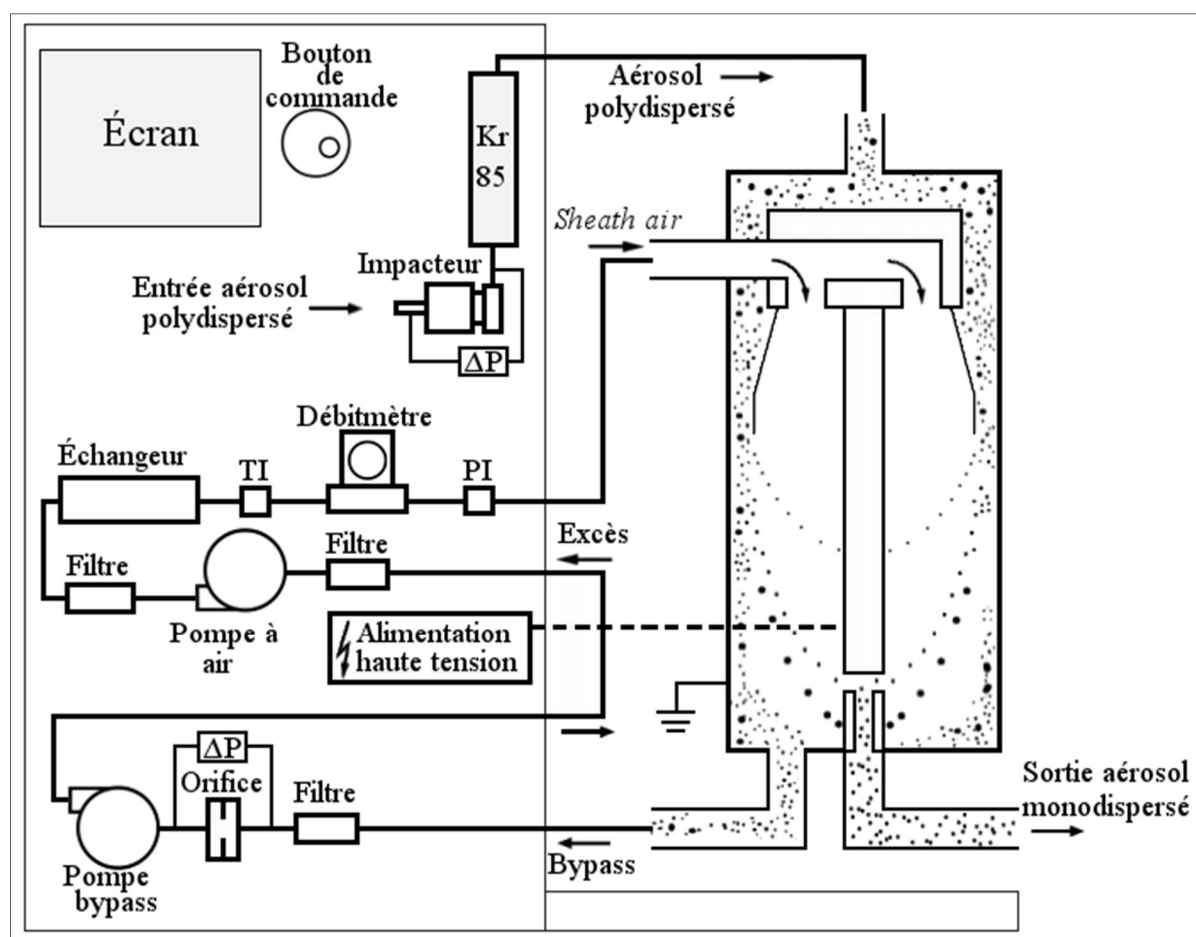 Écran
Bouton
de
commande
Kr
85
Aérosol
polydispersé
Sheath air
Impacteur
Entrée aérosol
polydispersé
ΔP
Débitmètre
Échangeur
TI
PI
Excès
Filtre
Filtre
Pompe à
air
Alimentation
haute tension
ΔP
Orifice
Filtre
Sortie aérosol
monodispersé
Bypass
Pompe
bypass